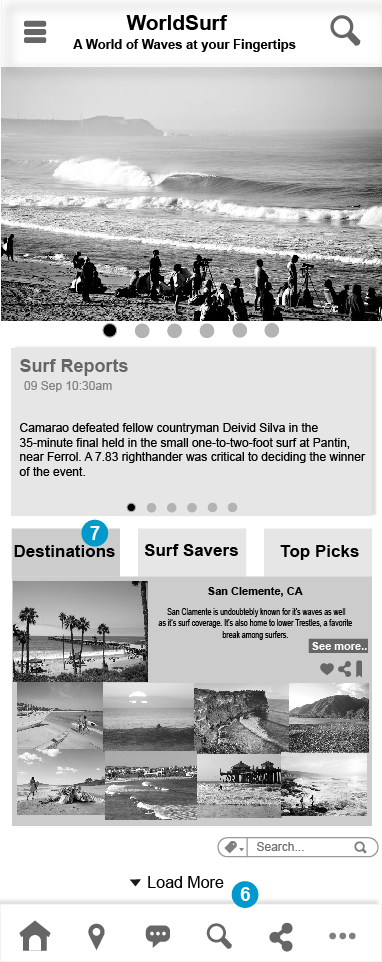 WorldSurf
A World of Waves at your Fingertips
Surf Reports
09 Sep 10:30am
Camarao defeated fellow countryman Deivid Silva in the
35-minute final held in the small one-to-two-foot surf at Pantin,
near Ferrol. A 7.83 righthander was critical to deciding the winner
of the event.
7
Destinations
Surf Savers
Top Picks
San Clemente, CA
San Clemente is undoubtebly known for it's waves as well
as it's surf coverage. It's also home to lower Trestles, a favorite
break among surfers.
See more..
Search...
Load More
6